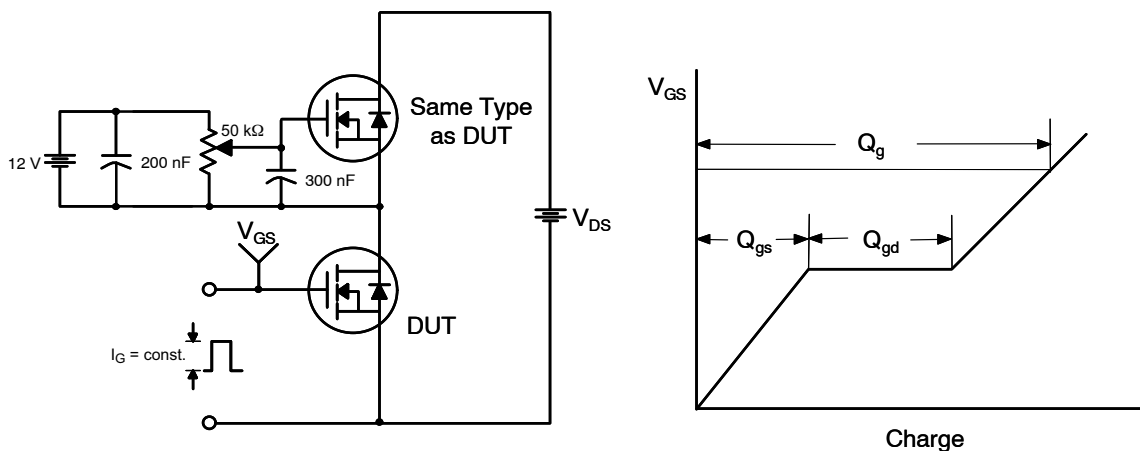 Same Type
as DUT
50 kΩ
12 V
200 nF
300 nF
V_GS
V_DS
DUT
I_G = const.
V_GS
Q_g
Q_gs
Q_gd
Charge